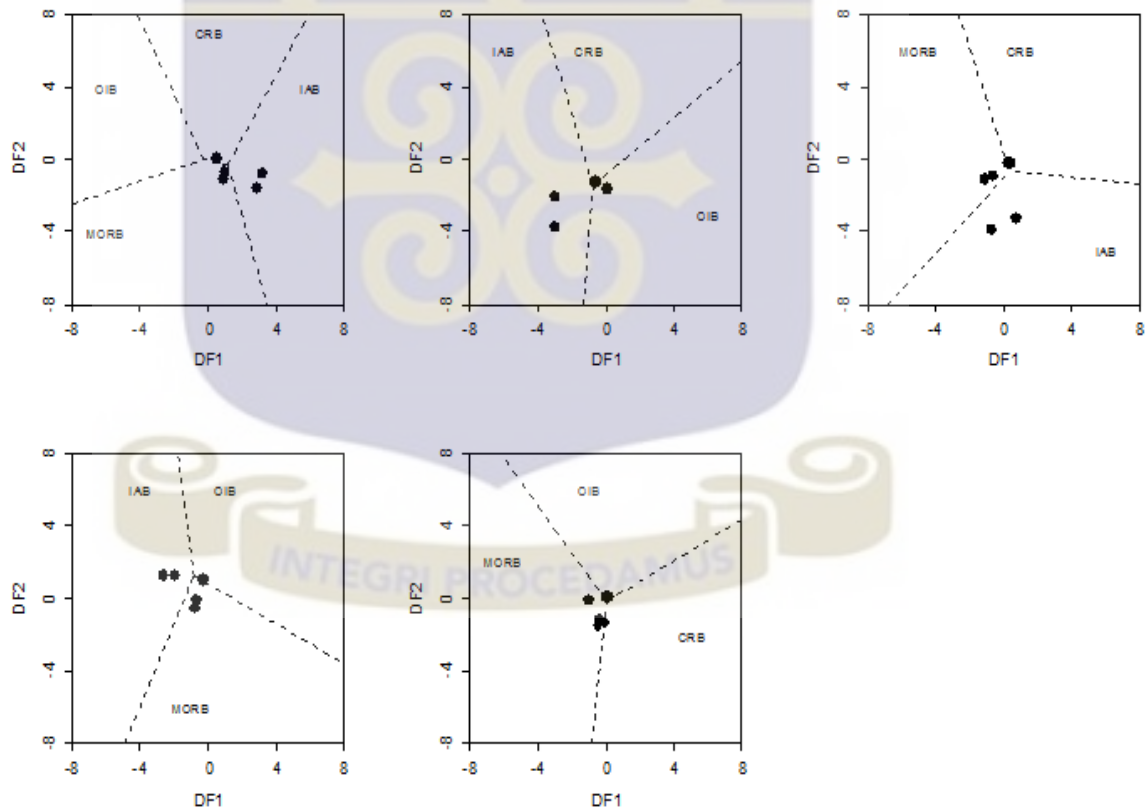 8
4
0
-4
-8
DF2
CRB
OIB
IAB
MORB
-8 -4 0 4 8
DF1
8
4
0
-4
-8
DF2
IAB CRB
OIB
-8 -4 0 4 8
DF1
8
4
0
-4
-8
DF2
MORB CRB
IAB
-8 -4 0 4 8
DF1
8
4
0
-4
-8
DF2
IAB OIB
MORB
-8 -4 0 4 8
DF1
8
4
0
-4
-8
DF2
OIB
MORB
CRB
-8 -4 0 4 8
DF1
INTEGRI PROCEDAMUS